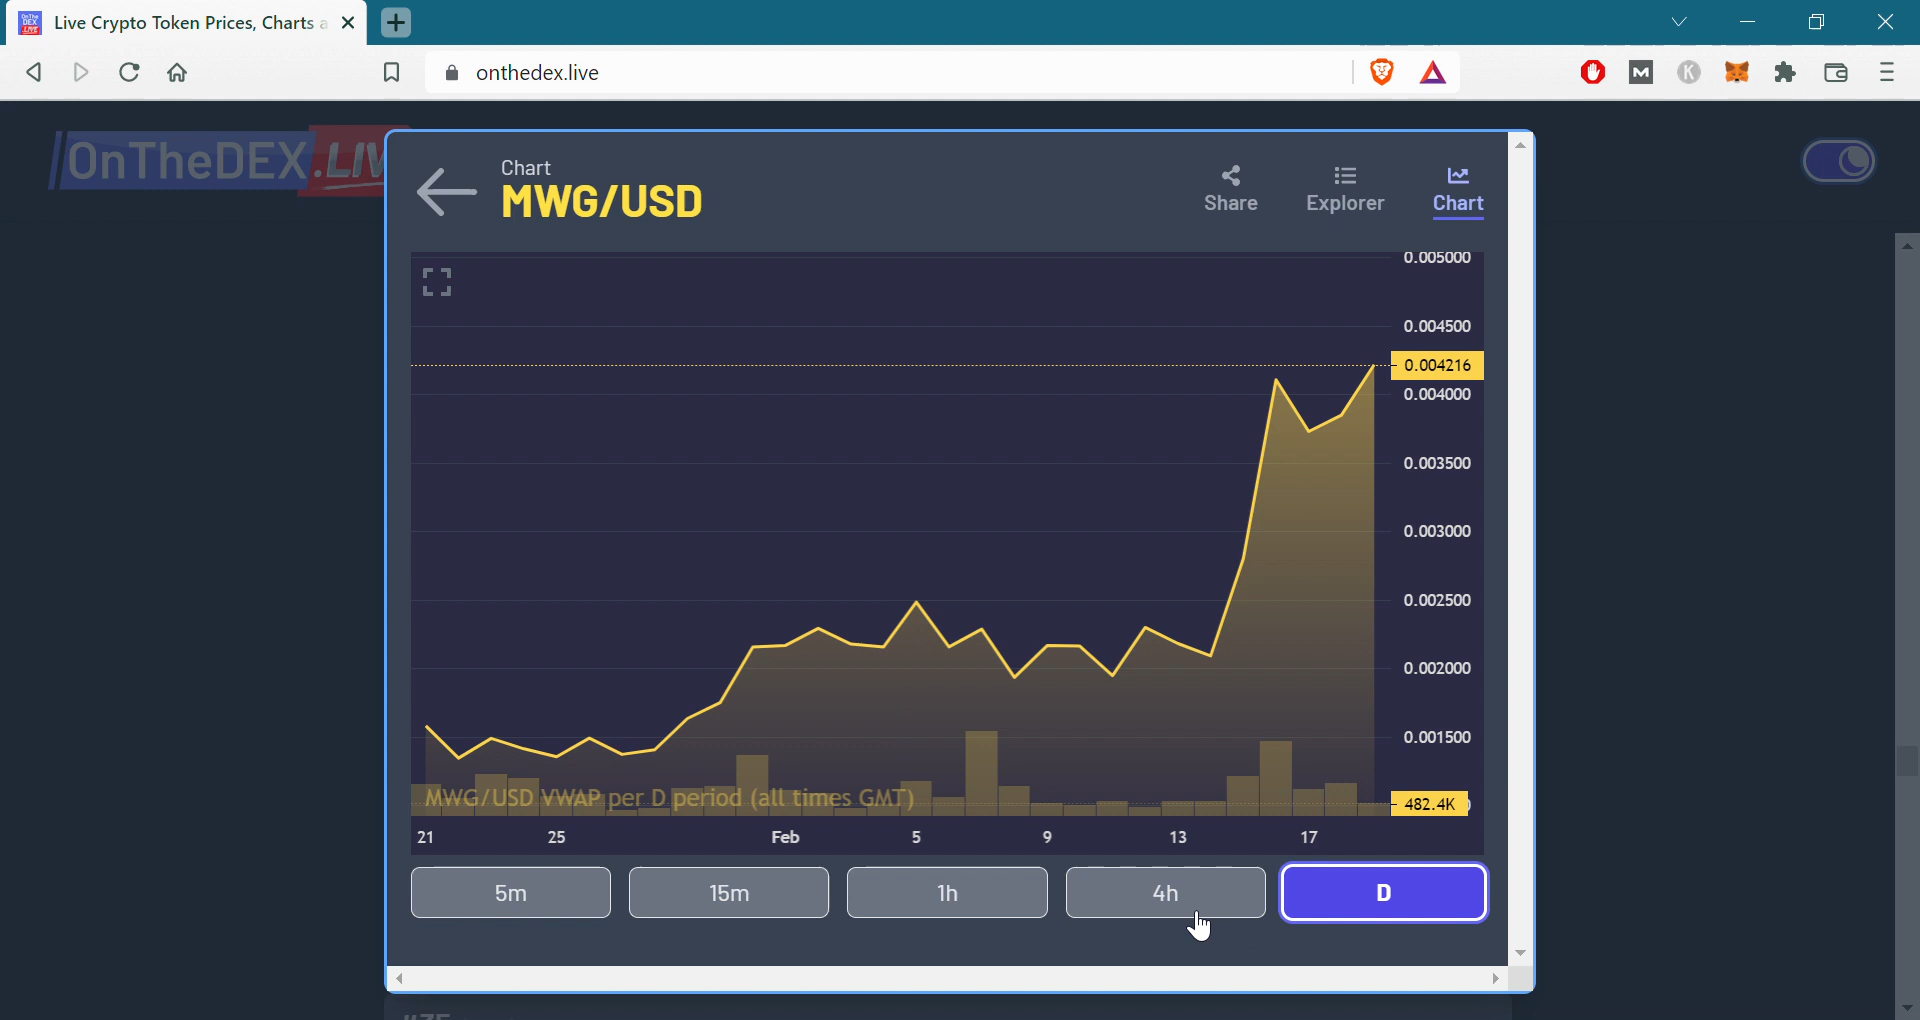 Live Crypto Token Prices, Charts a
onthedex.live
OnTheDEX.LIV
Chart
MWG/USD
Share
Explorer
Chart
0.005000
0.004500
0.004216
0.004000
0.003500
0.003000
0.002500
0.002000
0.001500
MWG/USD VWAP per D period (all times GMT)
482.4K
21 25 Feb 5 9 13 17
5m 15m 1h 4h D